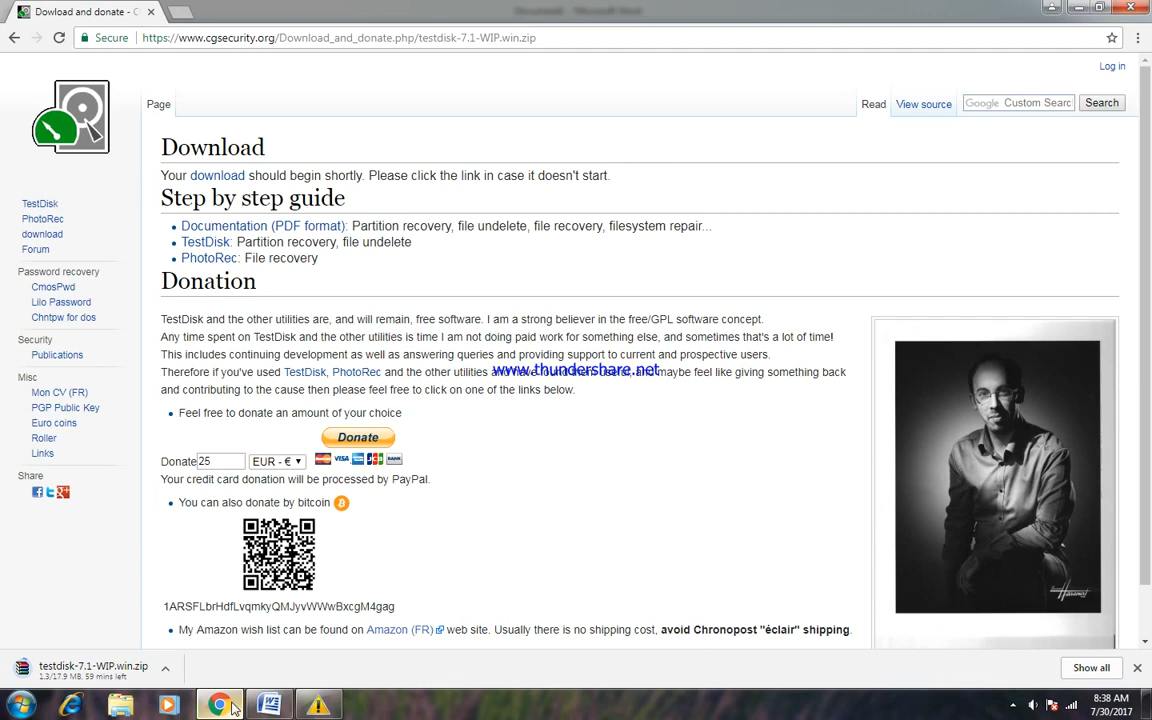 Dowload and donate - C
Document1 - Microsoft Word
Secure https://www.cgsecurity.org/Download_and_donate.php/testdisk-7.1-WIP.win.zip
Log in
Page
Read View source Google Custom Searc Search
Download
Your download should begin shortly. Please click the link in case it doesn't start.
Step by step guide
Documentation (PDF format): Partition recovery, file undelete, file recovery, filesystem repair...
TestDisk: Partition recovery, file undelete
PhotoRec: File recovery
TestDisk
PhotoRec
download
Forum
Password recovery
CmosPwd
Lilo Password
Chntpw for dos
Security
Publications
Misc
Mon CV (FR)
PGP Public Key
Euro coins
Roller
Links
Share
Donation
TestDisk and the other utilities are, and will remain, free software. I am a strong believer in the free/GPL software concept.
Any time spent on TestDisk and the other utilities is time I am not doing paid work for something else, and sometimes that's a lot of time!
This includes continuing development as well as answering queries and providing support to current and prospective users.
Therefore if you've used TestDisk, PhotoRec and the other utilities and have found them useful, and maybe feel like giving something back
www.thundershare.net
and contributing to the cause then please feel free to click on one of the links below.
Feel free to donate an amount of your choice
Donate
Donate 25 EUR - € VISA BANK
Your credit card donation will be processed by PayPal.
You can also donate by bitcoin
1ARSFLbrHdfLvqmkyQMJyvWWwBxcgM4gag
My Amazon wish list can be found on Amazon (FR) web site. Usually there is no shipping cost, avoid Chronopost "éclair" shipping.
testdisk-7.1-WIP.win.zip
1.3/17.9 MB, 59 mins left
Show all
8:38 AM
7/30/2017